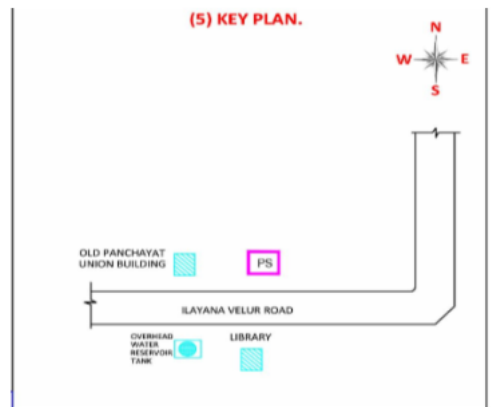 (5) KEY PLAN.
N
W
E
S
OLD PANCHAYAT
UNION BUILDING
PS
ILAYANA VELUR ROAD
OVERHEAD
WATER
RESERVOIR
TANK
LIBRARY